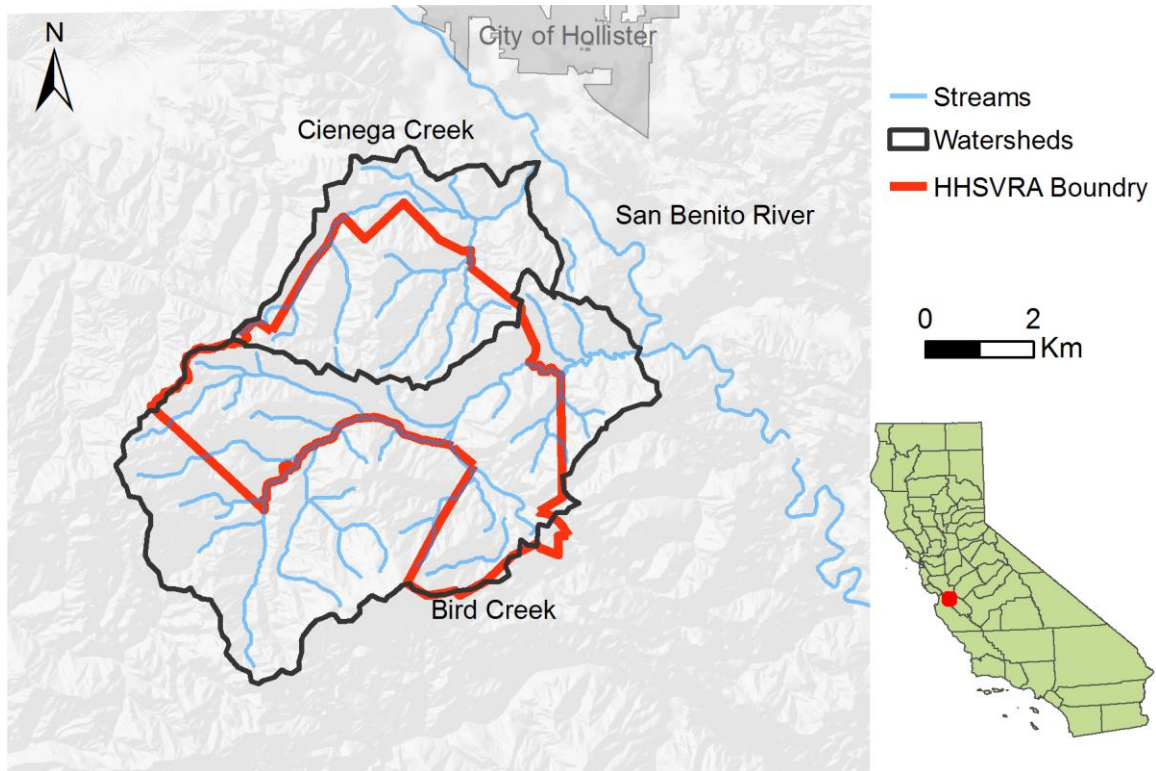 N
City of Hollister
Cienega Creek
San Benito River
Bird Creek
Streams
Watersheds
HHSVRA Boundry
0 2
Km